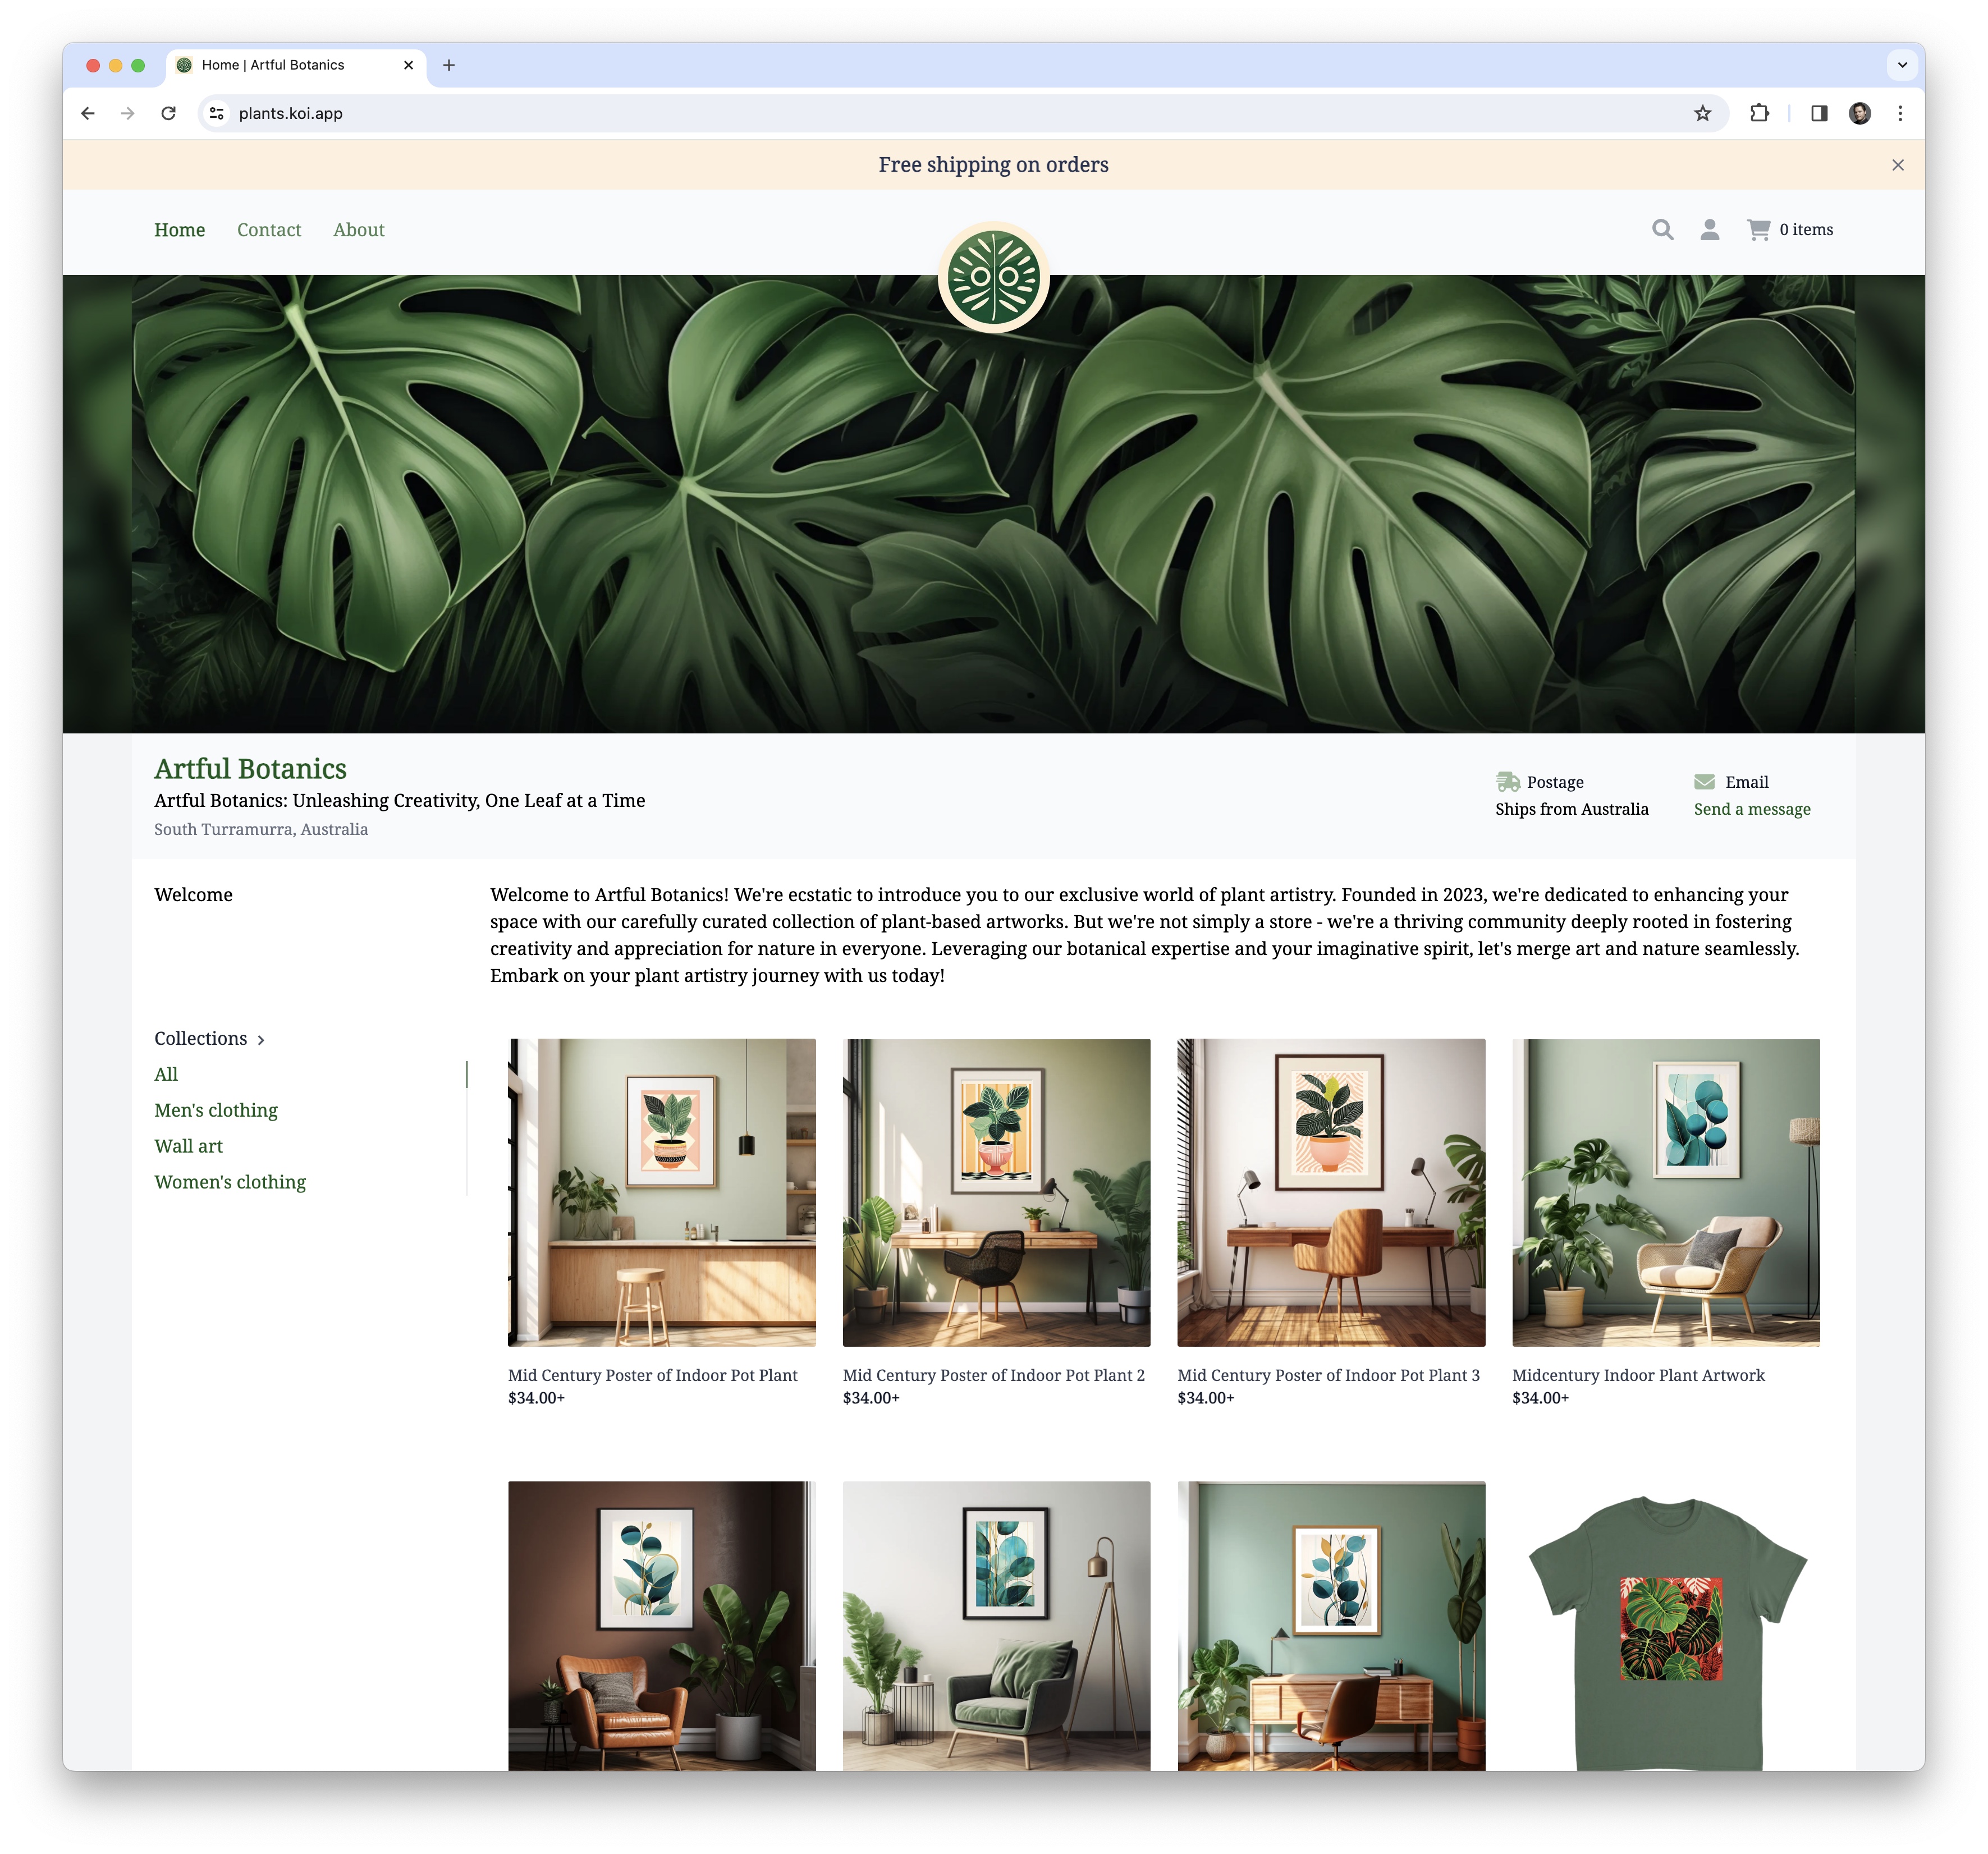 Home | Artful Botanics
plants.koi.app
Free shipping on orders
Home
Contact
About
0 items
Artful Botanics
Artful Botanics: Unleashing Creativity, One Leaf at a Time
South Turramurra, Australia
Postage
Ships from Australia
Email
Send a message
Welcome
Welcome to Artful Botanics! We're ecstatic to introduce you to our exclusive world of plant artistry. Founded in 2023, we're dedicated to enhancing your
space with our carefully curated collection of plant-based artworks. But we're not simply a store - we're a thriving community deeply rooted in fostering
creativity and appreciation for nature in everyone. Leveraging our botanical expertise and your imaginative spirit, let's merge art and nature seamlessly.
Embark on your plant artistry journey with us today!
Collections
All
Men's clothing
Wall art
Women's clothing
Mid Century Poster of Indoor Pot Plant
$34.00+
Mid Century Poster of Indoor Pot Plant 2
$34.00+
Mid Century Poster of Indoor Pot Plant 3
$34.00+
Midcentury Indoor Plant Artwork
$34.00+